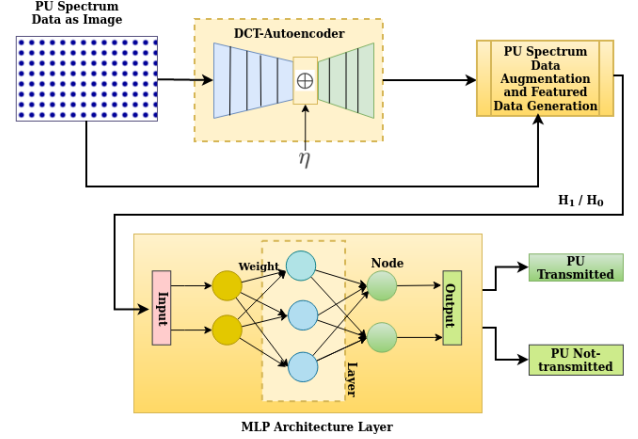 PU Spectrum
Data as Image
DCT-Autoencoder
η
PU Spectrum
Data
Augmentation
and Featured
Data Generation
H₁ / H₀
Input
Weight
Layer
Node
Output
PU
Transmitted
PU Not-
transmitted
MLP Architecture Layer